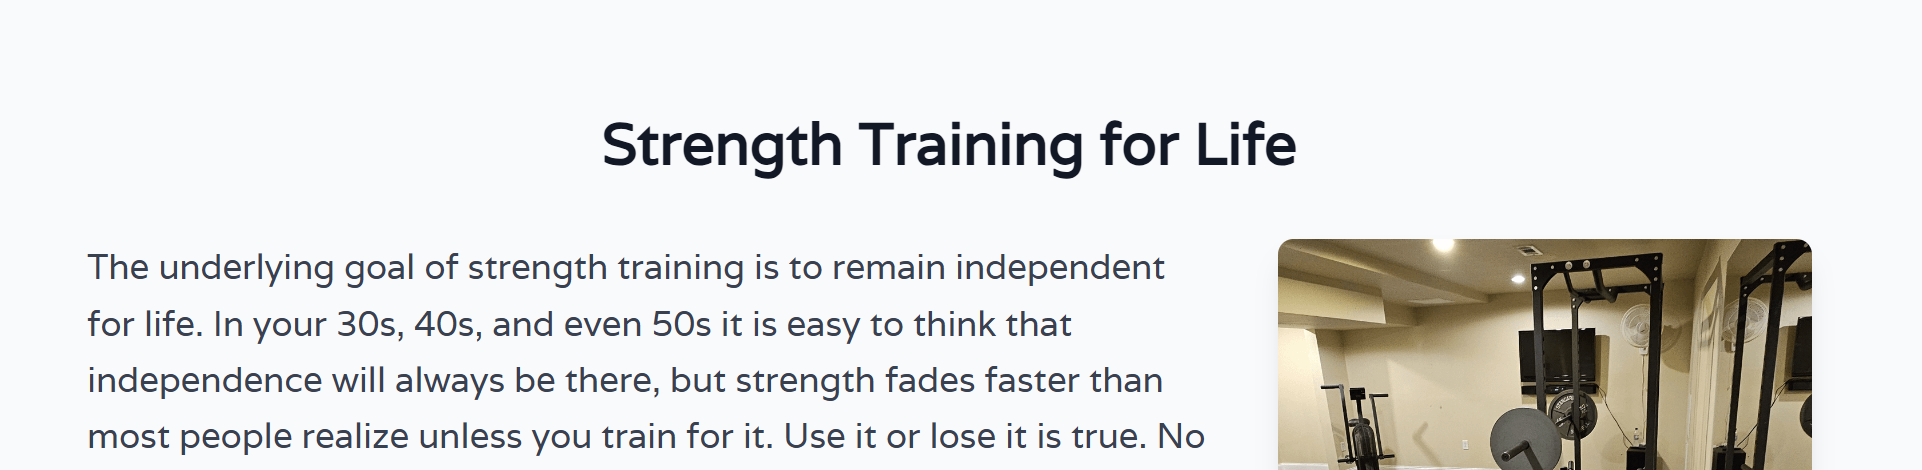 Strength Training for Life
The underlying goal of strength training is to remain independent
for life. In your 30s, 40s, and even 50s it is easy to think that
independence will always be there, but strength fades faster than
most people realize unless you train for it. Use it or lose it is true. No